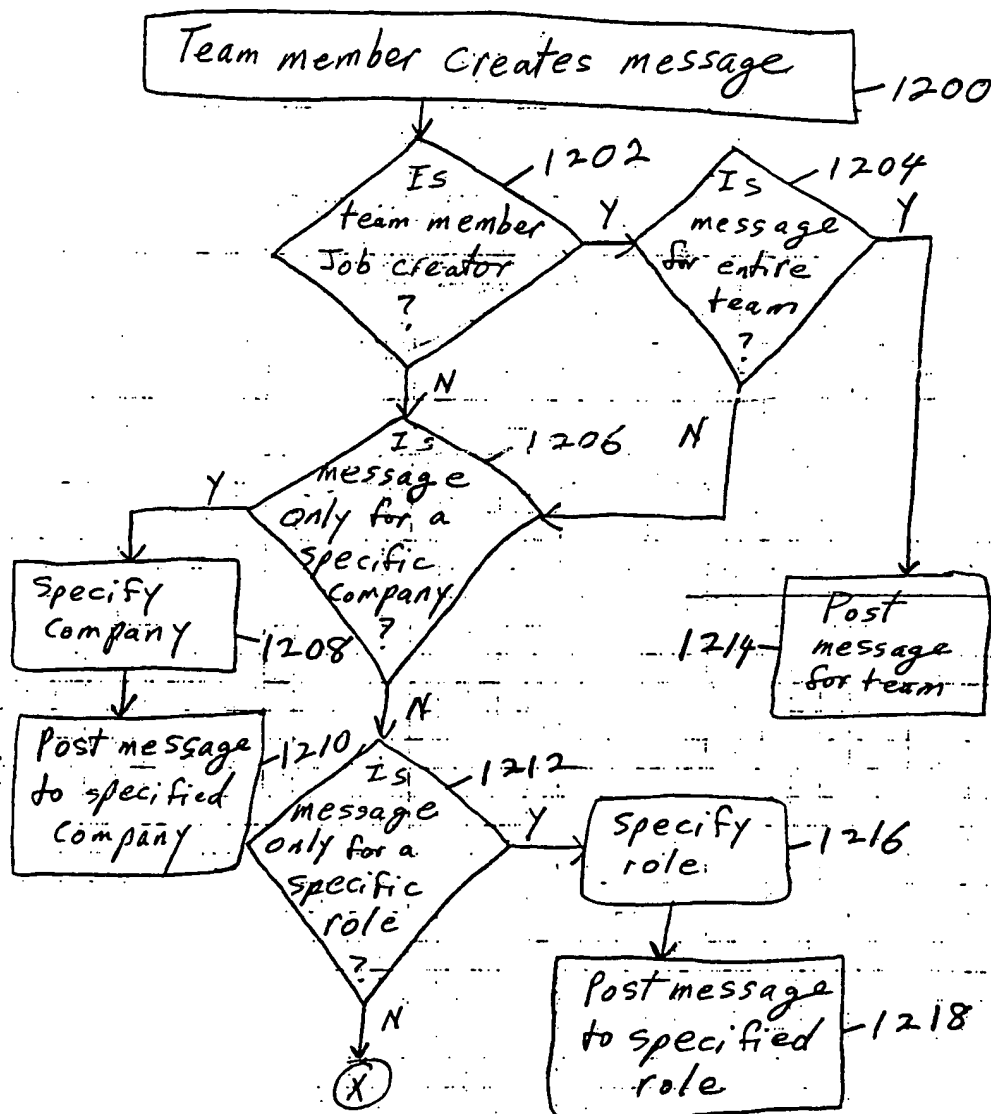 Team member creates message
1200
Is
team member
Job creator
?
1202
Y
Is
message
for entire
team
?
1204
Y
N
N
Is
message
only for a
specific
company
?
1206
Y
Specify
company
1208
Post
message
for team
1214
N
Post message
to specified
company
1210
Is
message
only for a
specific
role
?
1212
Y
specify
role
1216
N
Post message
to specified
role
1218
X